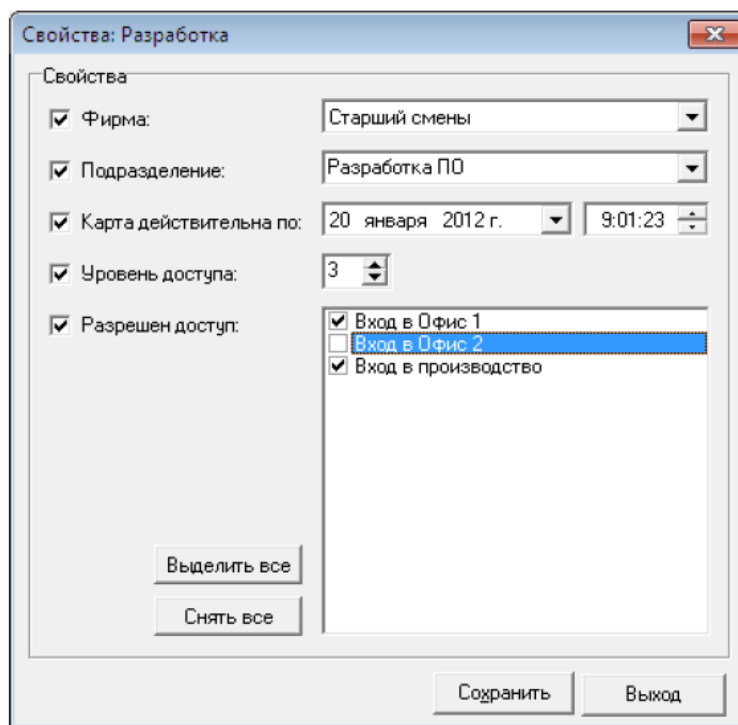 Свойства: Разработка
Свойства
Фирма: Старший смены
Подразделение: Разработка ПО
Карта действительна по: 20 января 2012 г. 9:01:23
Уровень доступа: 3
Разрешен доступ: Вход в Офис 1
Вход в Офис 2
Вход в производство
Выделить все
Снять все
Сохранить Выход